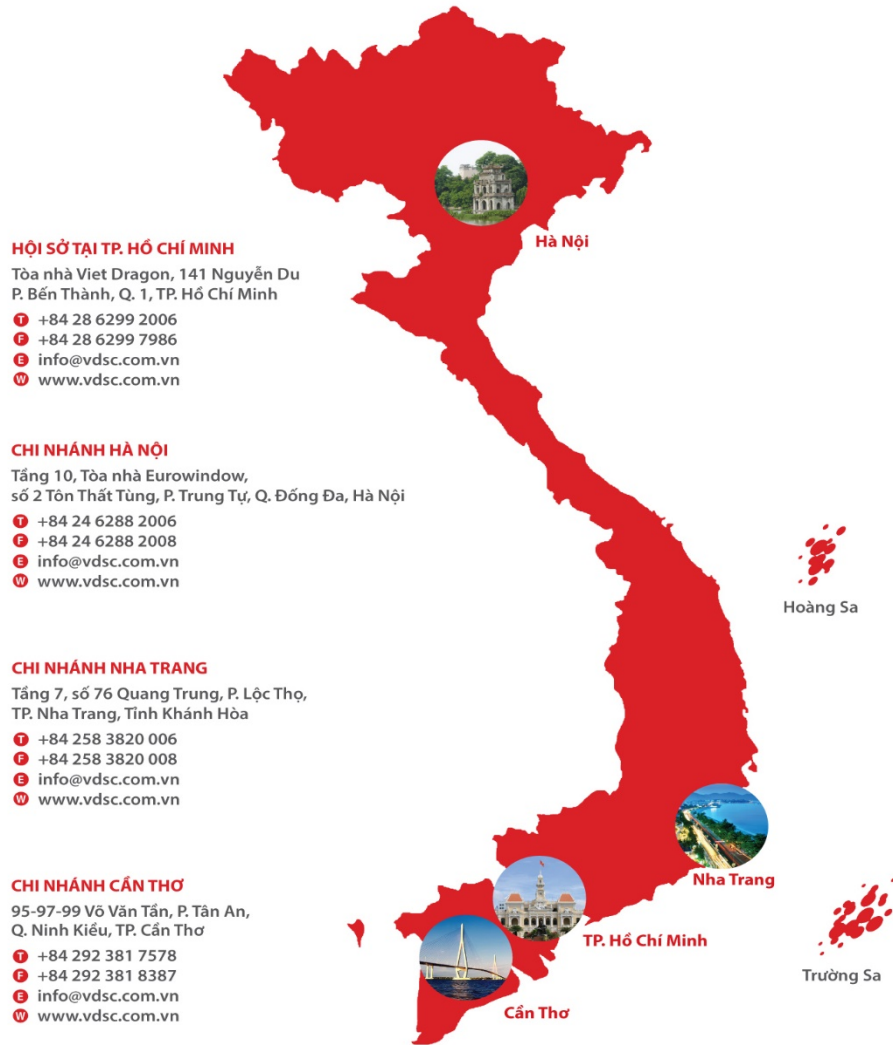 HỘI SỞ TẠI TP. HỒ CHÍ MINH
Tòa nhà Viet Dragon, 141 Nguyễn Du
P. Bến Thành, Q. 1, TP. Hồ Chí Minh
T +84 28 6299 2006
F +84 28 6299 7986
E info@vdsc.com.vn
W www.vdsc.com.vn
CHI NHÁNH HÀ NỘI
Tầng 10, Tòa nhà Eurowindow,
số 2 Tôn Thất Tùng, P. Trung Tự, Q. Đống Đa, Hà Nội
T +84 24 6288 2006
F +84 24 6288 2008
E info@vdsc.com.vn
W www.vdsc.com.vn
CHI NHÁNH NHA TRANG
Tầng 7, số 76 Quang Trung, P. Lộc Thọ,
TP. Nha Trang, Tỉnh Khánh Hòa
T +84 258 3820 006
F +84 258 3820 008
E info@vdsc.com.vn
W www.vdsc.com.vn
CHI NHÁNH CẦN THƠ
95-97-99 Võ Văn Tần, P. Tân An,
Q. Ninh Kiều, TP. Cần Thơ
T +84 292 381 7578
F +84 292 381 8387
E info@vdsc.com.vn
W www.vdsc.com.vn
Hà Nội
Hoàng Sa
Nha Trang
TP. Hồ Chí Minh
Trường Sa
Cần Thơ